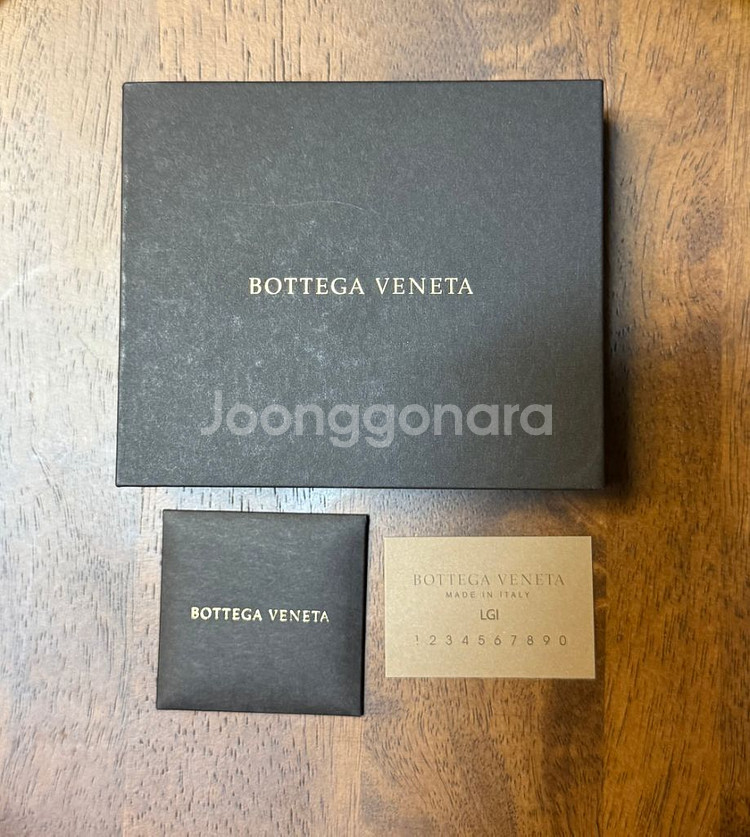 BOTTEGA VENETA
Joonggonara
BOTTEGA VENETA
BOTTEGA VENETA
MADE IN ITALY
LGI
1 2 3 4 5 6 7 8 9 0